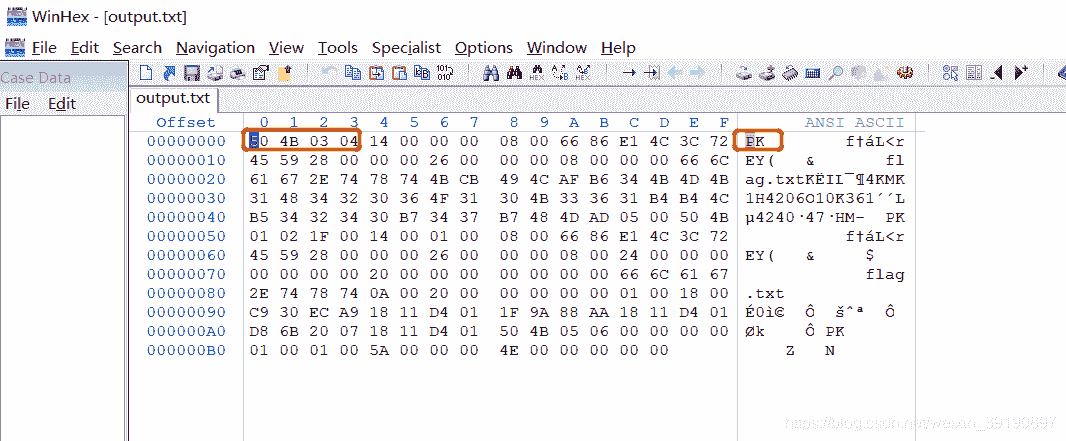 WinHex - [output.txt]
File Edit Search Navigation View Tools Specialist Options Window Help
Case Data
File Edit
output.txt
Offset 0 1 2 3 4 5 6 7 8 9 A B C D E F ANSI ASCII
00000000 50 4B 03 04 14 00 00 00 08 00 66 86 E1 4C 3C 72 PK f†áL<r
00000010 45 59 28 00 00 00 26 00 00 00 08 00 00 00 66 6C EY( & fl
00000020 61 67 2E 74 78 74 4B CB 49 4C AF B6 34 4B 4D 4B ag.txtKËIL¯¶4KMK
00000030 31 48 34 32 30 36 4F 31 30 4B 33 36 31 B4 B4 4C 1H4206O10K361´´L
00000040 B5 34 32 34 30 B7 34 37 B7 48 4D AD 05 00 50 4B µ4240·47·HM- PK
00000050 01 02 1F 00 14 00 01 00 08 00 66 86 E1 4C 3C 72 f†áL<r
00000060 45 59 28 00 00 00 26 00 00 00 08 00 24 00 00 00 EY( & $
00000070 00 00 00 00 20 00 00 00 00 00 00 00 66 6C 61 67 flag
00000080 2E 74 78 74 0A 00 20 00 00 00 00 00 01 00 18 00 .txt
00000090 C9 30 EC A9 18 11 D4 01 1F 9A 88 AA 18 11 D4 01 É0ì© Ô šˆª Ô
000000A0 D8 6B 20 07 18 11 D4 01 50 4B 05 06 00 00 00 00 Øk Ô PK
000000B0 01 00 01 00 5A 00 00 00 4E 00 00 00 00 00 Z N
https://blog.csdn.net/weixin_39190897